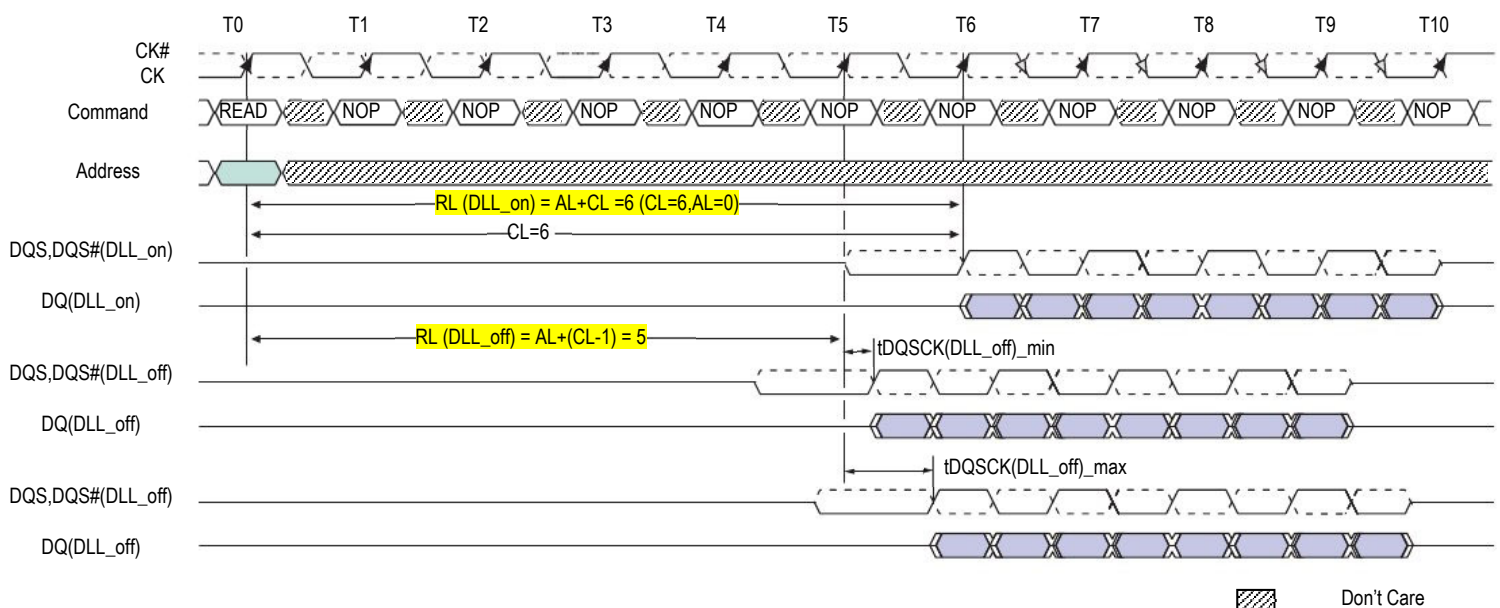 T0 T1 T2 T3 T4 T5 T6 T7 T8 T9 T10
CK#
CK
Command READ NOP NOP NOP NOP NOP NOP NOP NOP NOP NOP
Address
RL (DLL_on) = AL+CL =6 (CL=6,AL=0)
CL=6
DQS,DQS#(DLL_on)
DQ(DLL_on)
RL (DLL_off) = AL+(CL-1) = 5
tDQSCK(DLL_off)_min
DQS,DQS#(DLL_off)
DQ(DLL_off)
tDQSCK(DLL_off)_max
DQS,DQS#(DLL_off)
DQ(DLL_off)
Don't Care